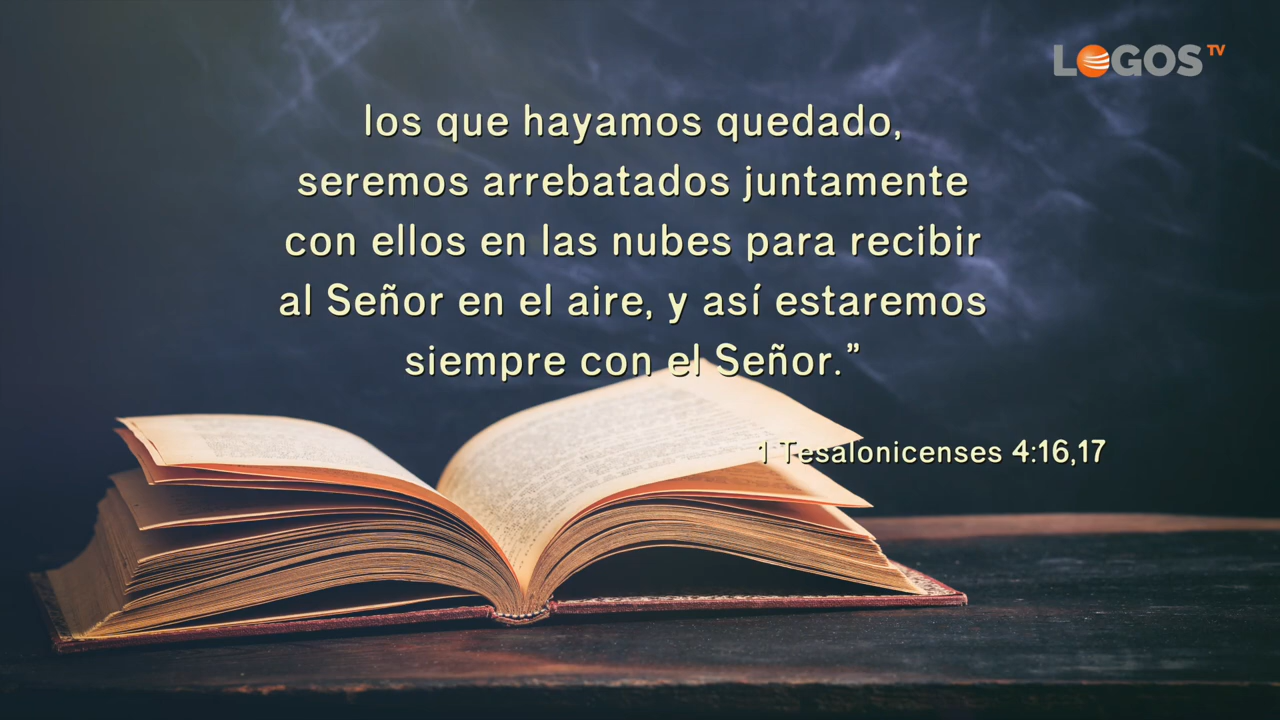 LOGOS TV
los que hayamos quedado,
seremos arrebatados juntamente
con ellos en las nubes para recibir
al Señor en el aire, y así estaremos
siempre con el Señor.”
1 Tesalonicenses 4:16,17